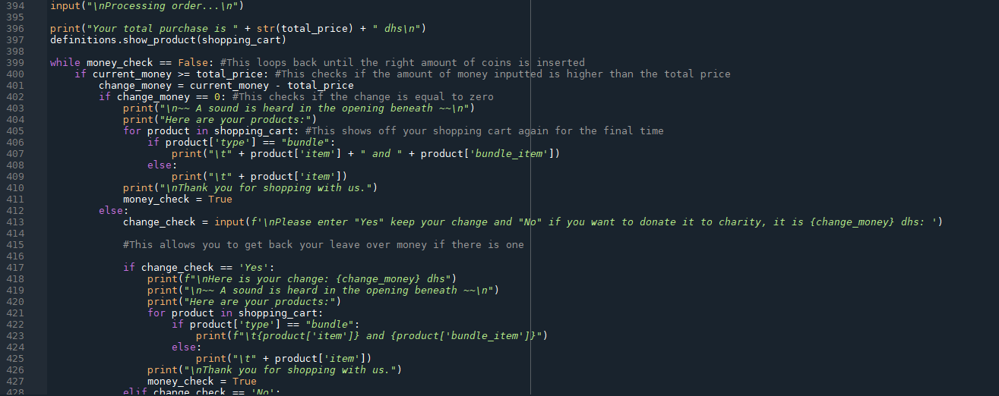 394 input("\nProcessing order...\n")
395
396 print("Your total purchase is " + str(total_price) + " dhs\n")
397 definitions.show_product(shopping_cart)
398
399 while money_check == False: #This loops back until the right amount of coins is inserted
400     if current_money >= total_price: #This checks if the amount of money inputted is higher than the total price
401         change_money = current_money - total_price
402         if change_money == 0: #This checks if the change is equal to zero
403             print("\n~~ A sound is heard in the opening beneath ~~\n")
404             print("Here are your products:")
405             for product in shopping_cart: #This shows off your shopping cart again for the final time
406                 if product['type'] == "bundle":
407                     print("\t" + product['item'] + " and " + product['bundle_item'])
408                 else:
409                     print("\t" + product['item'])
410             print("\nThank you for shopping with us.")
411             money_check = True
412         else:
413             change_check = input(f'\nPlease enter "Yes" keep your change and "No" if you want to donate it to charity, it is {change_money} dhs: ')
414
415             #This allows you to get back your leave over money if there is one
416
417             if change_check == 'Yes':
418                 print(f"\nHere is your change: {change_money} dhs")
419                 print("\n~~ A sound is heard in the opening beneath ~~\n")
420                 print("Here are your products:")
421                 for product in shopping_cart:
422                     if product['type'] == "bundle":
423                         print(f"\t{product['item']} and {product['bundle_item']}")
424                     else:
425                         print("\t" + product['item'])
426                 print("\nThank you for shopping with us.")
427                 money_check = True
428             elif change_check == 'No':